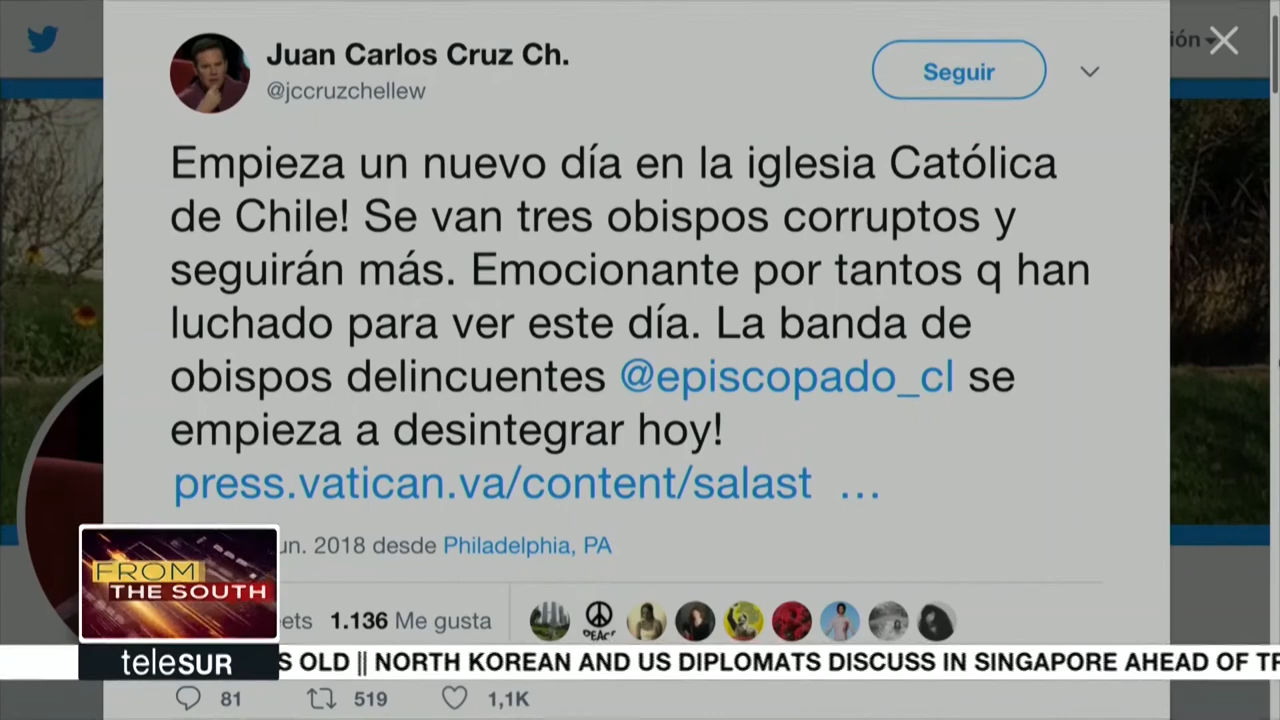 Juan Carlos Cruz Ch.
@jccruzchellew
Seguir
ión
Empieza un nuevo día en la iglesia Católica
de Chile! Se van tres obispos corruptos y
seguirán más. Emocionante por tantos q han
luchado para ver este día. La banda de
obispos delincuentes @episcopado_cl se
empieza a desintegrar hoy!
press.vatican.va/content/salast ...
un. 2018 desde Philadelphia, PA
ets 1.136 Me gusta
PEACE
FROM
THE SOUTH
teleSUR
S OLD || NORTH KOREAN AND US DIPLOMATS DISCUSS IN SINGAPORE AHEAD OF TR
81 519 1,1K